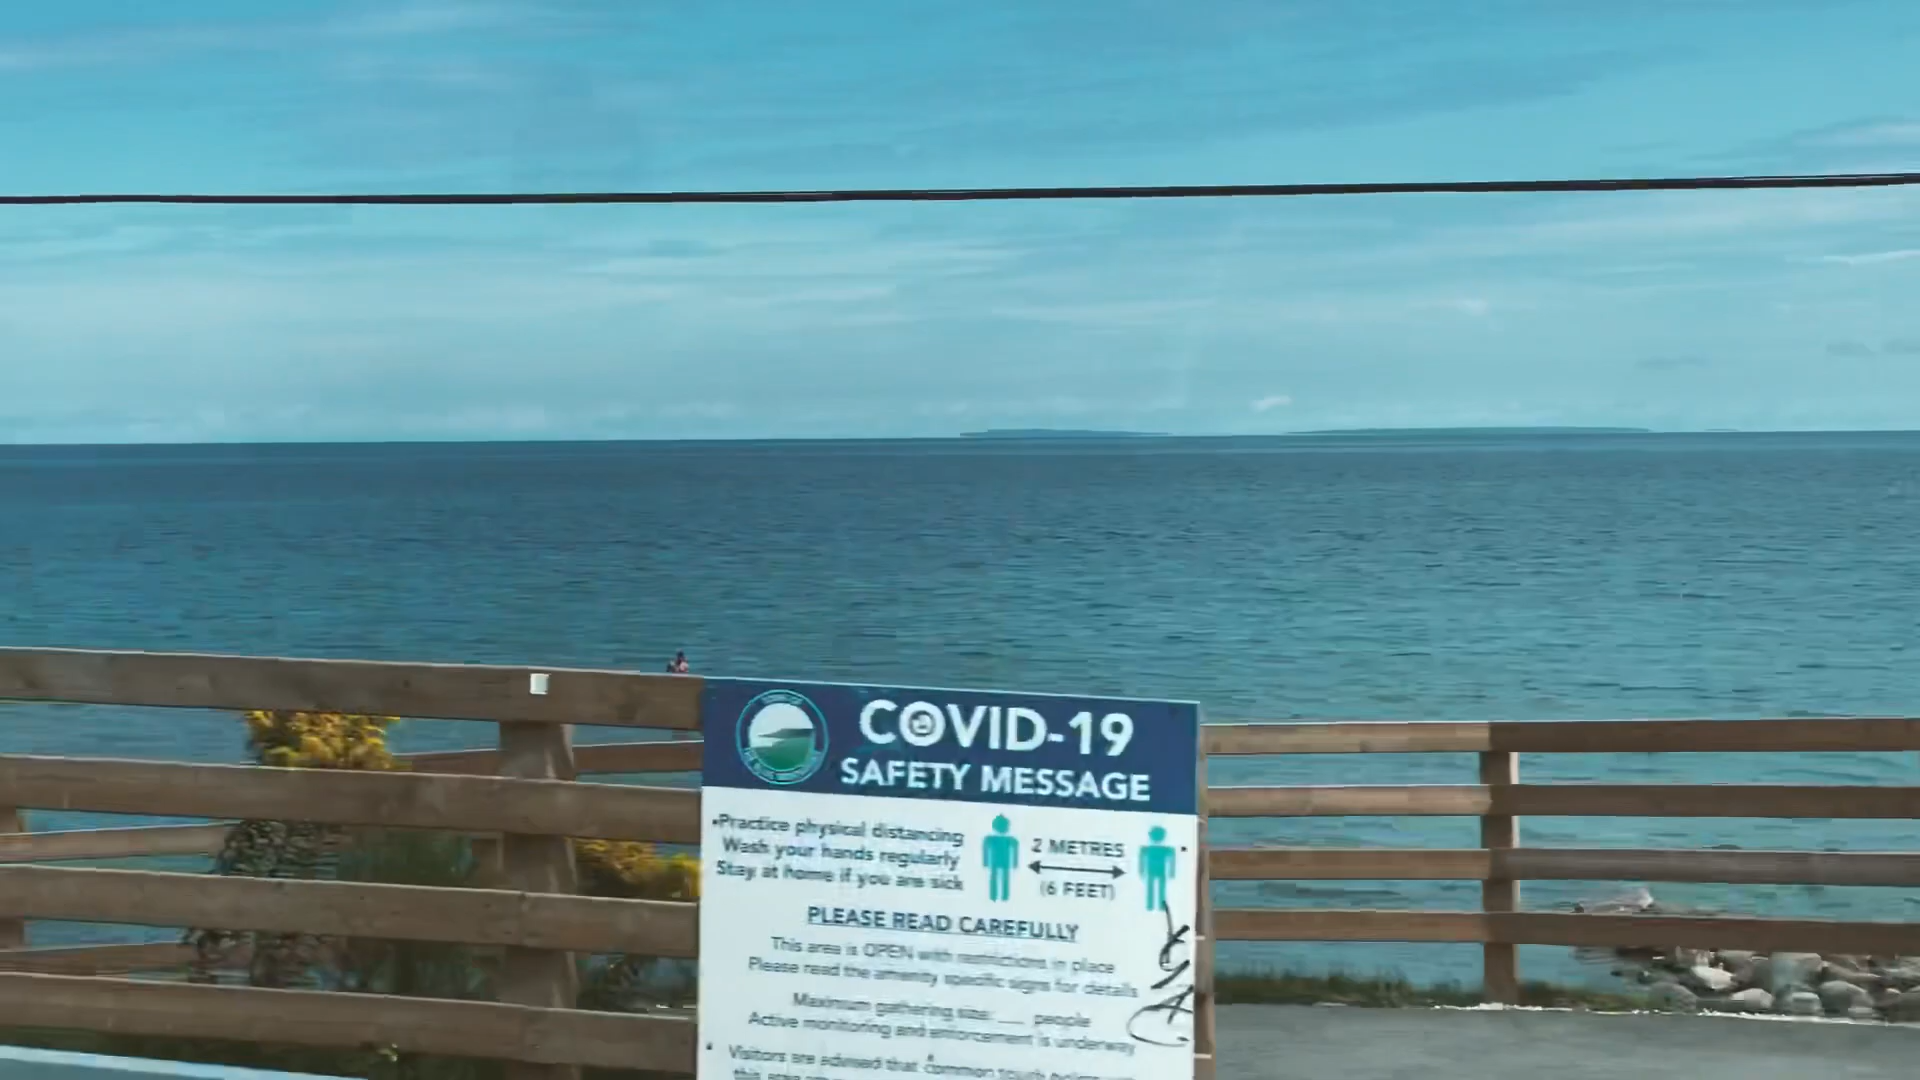 COVID-19
SAFETY MESSAGE
•Practice physical distancing
Wash your hands regularly
Stay at home if you are sick
2 METRES
(6 FEET)
PLEASE READ CAREFULLY
This area is OPEN with restrictions in place
Please read the amenity specific signs for details
Maximum gathering size: ___ people
Active monitoring and enforcement is underway
Visitors are advised that common touch
this area